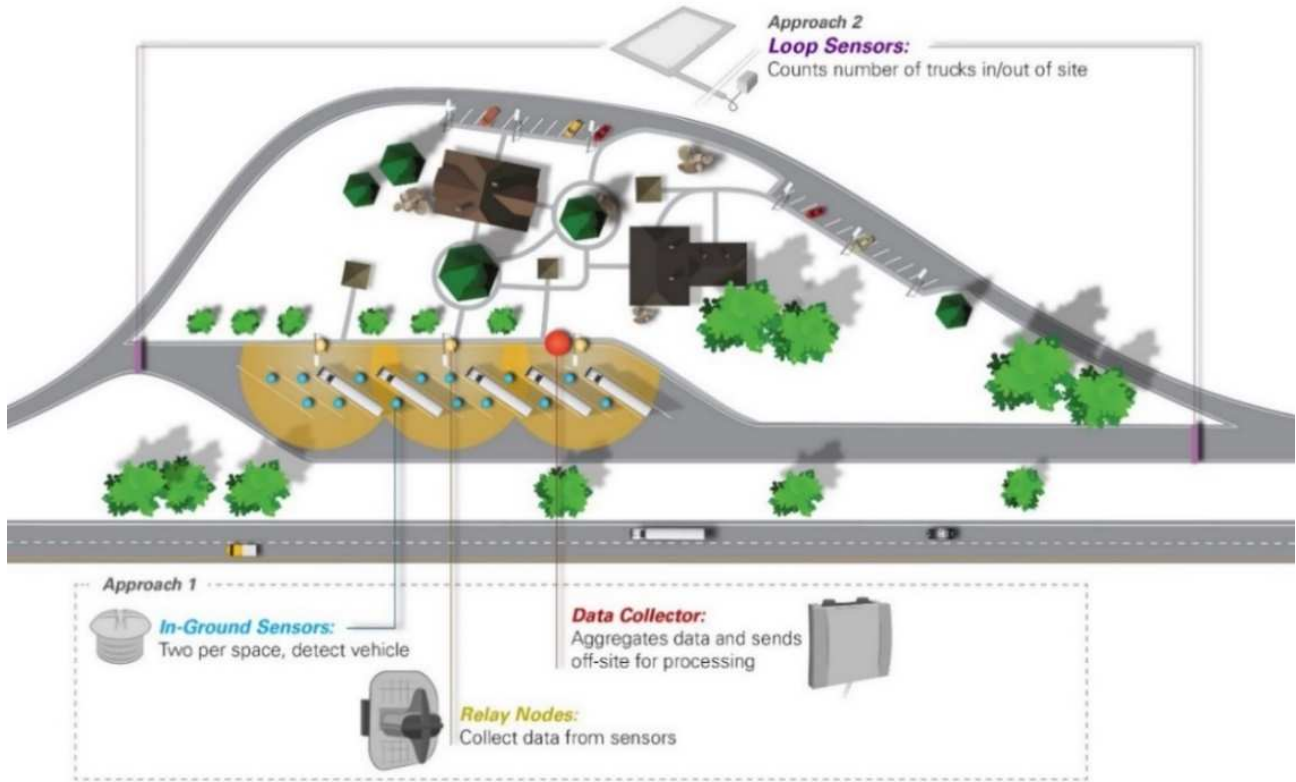 Approach 2
Loop Sensors:
Counts number of trucks in/out of site
Approach 1
In-Ground Sensors:
Two per space, detect vehicle
Data Collector:
Aggregates data and sends
off-site for processing
Relay Nodes:
Collect data from sensors